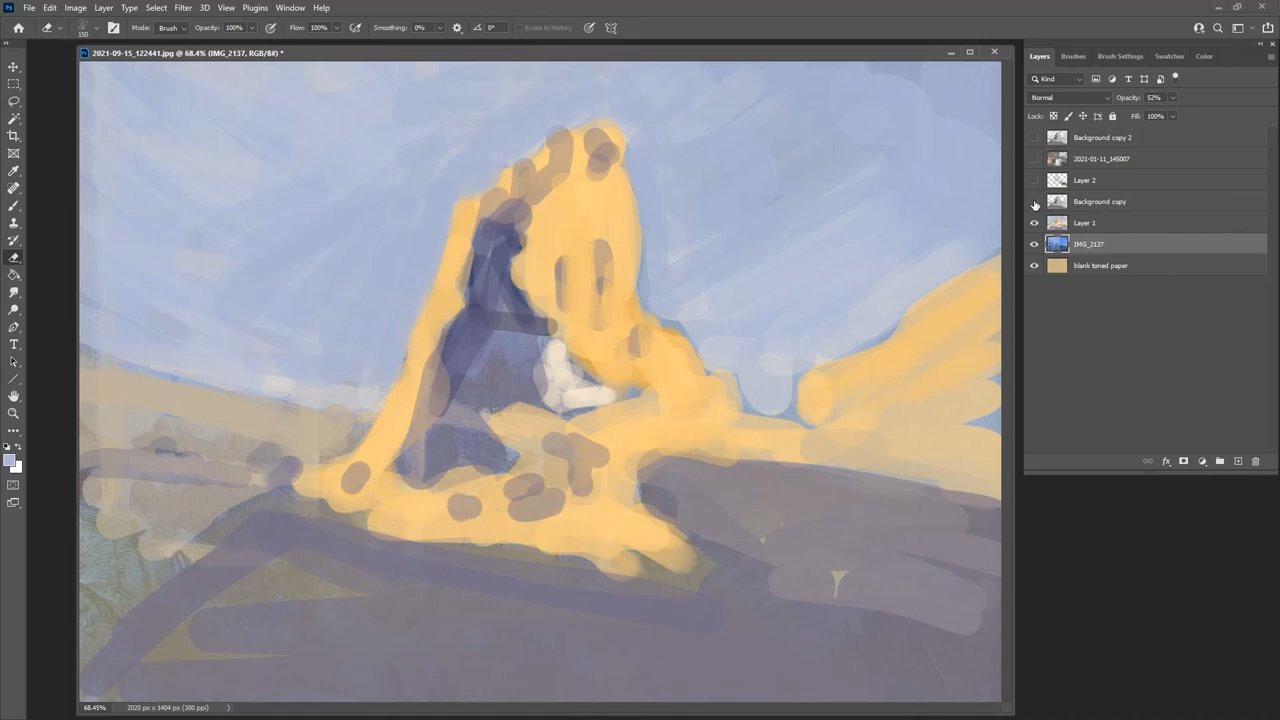 Ps File Edit Image Layer Type Select Filter 3D View Plugins Window Help
150 Mode: Brush Opacity: 100% Flow: 100% Smoothing: 0% 0° Erase to History
Ps 2021-09-15_122441.jpg @ 68.4% (IMG_2137, RGB/8#) *
Layers Brushes Brush Settings Swatches Color
Kind
Normal Opacity: 52%
Lock: Fill: 100%
Background copy 2
2021-01-11_145007
Layer 2
Background copy
Layer 1
IMG_2137
blank toned paper
68.45% 2020 px x 1404 px (300 ppi)